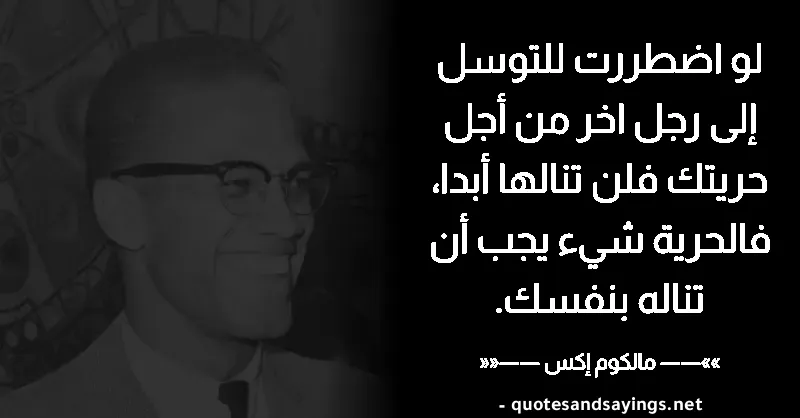 لو اضطررت للتوسل
إلى رجل اخر من أجل
حريتك فلن تنالها أبدا،
فالحرية شيء يجب أن
تناله بنفسك.
»»—— مالكوم إكس ——««
- quotesandsayings.net